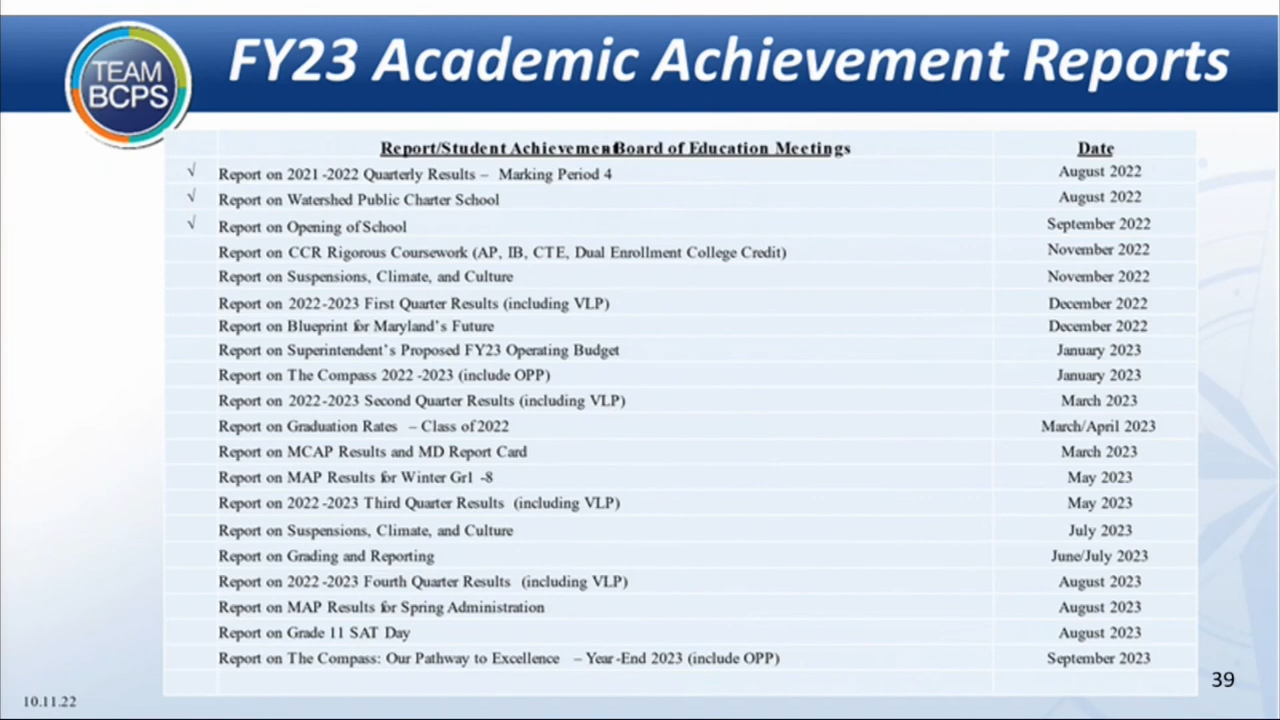 TEAM
BCPS
FY23 Academic Achievement Reports
Report/Student Achievement Board of Education Meetings Date
√ Report on 2021-2022 Quarterly Results – Marking Period 4 August 2022
√ Report on Watershed Public Charter School August 2022
√ Report on Opening of School September 2022
Report on CCR Rigorous Coursework (AP, IB, CTE, Dual Enrollment College Credit) November 2022
Report on Suspensions, Climate, and Culture November 2022
Report on 2022-2023 First Quarter Results (including VLP) December 2022
Report on Blueprint for Maryland's Future December 2022
Report on Superintendent's Proposed FY23 Operating Budget January 2023
Report on The Compass 2022-2023 (include OPP) January 2023
Report on 2022-2023 Second Quarter Results (including VLP) March 2023
Report on Graduation Rates – Class of 2022 March/April 2023
Report on MCAP Results and MD Report Card March 2023
Report on MAP Results for Winter Gr1-8 May 2023
Report on 2022-2023 Third Quarter Results (including VLP) May 2023
Report on Suspensions, Climate, and Culture July 2023
Report on Grading and Reporting June/July 2023
Report on 2022-2023 Fourth Quarter Results (including VLP) August 2023
Report on MAP Results for Spring Administration August 2023
Report on Grade 11 SAT Day August 2023
Report on The Compass: Our Pathway to Excellence – Year-End 2023 (include OPP) September 2023
39
10.11.22